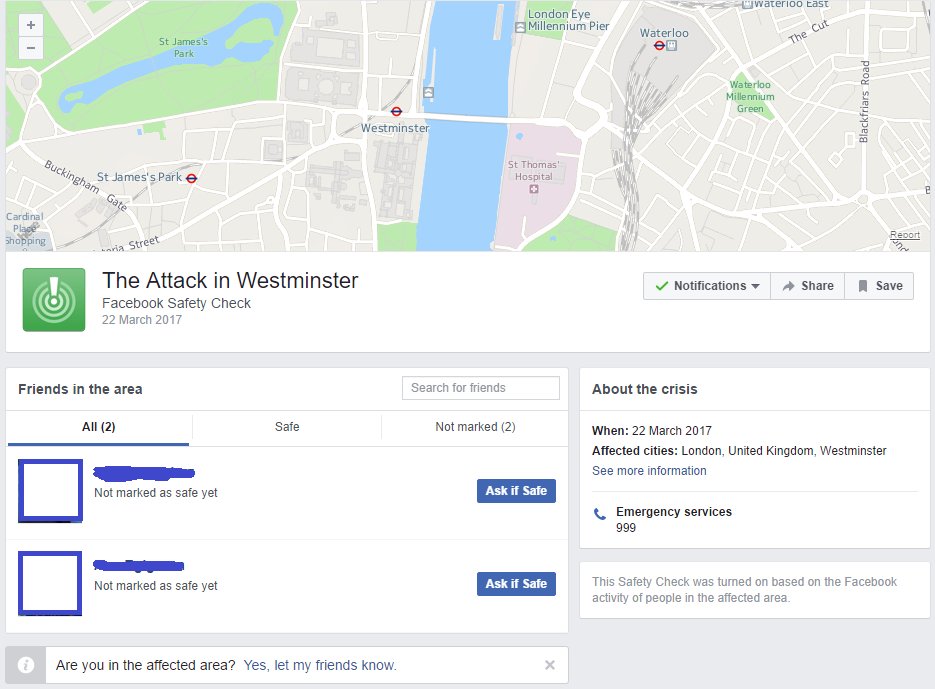 +
−
St James's
Park
London Eye
Millennium Pier
Waterloo
Waterloo East
The Cut
Waterloo
Millennium
Green
Blackfriars Road
Westminster
St James's Park
Buckingham Gate
St Thomas'
Hospital
Cardinal
Place
Shopping
Victoria Street
Report
The Attack in Westminster
Facebook Safety Check
22 March 2017
Notifications
Share
Save
Friends in the area
Search for friends
All (2)
Safe
Not marked (2)
Not marked as safe yet
Ask if Safe
Not marked as safe yet
Ask if Safe
Are you in the affected area? Yes, let my friends know.
About the crisis
When: 22 March 2017
Affected cities: London, United Kingdom, Westminster
See more information
Emergency services
999
This Safety Check was turned on based on the Facebook
activity of people in the affected area.